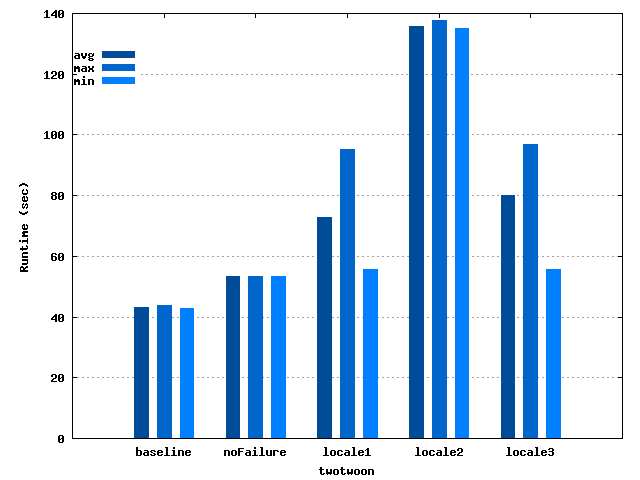 140
120
100
80
60
40
20
0
Runtime (sec)
avg
max
min
baseline noFailure locale1 locale2 locale3
twotwoon